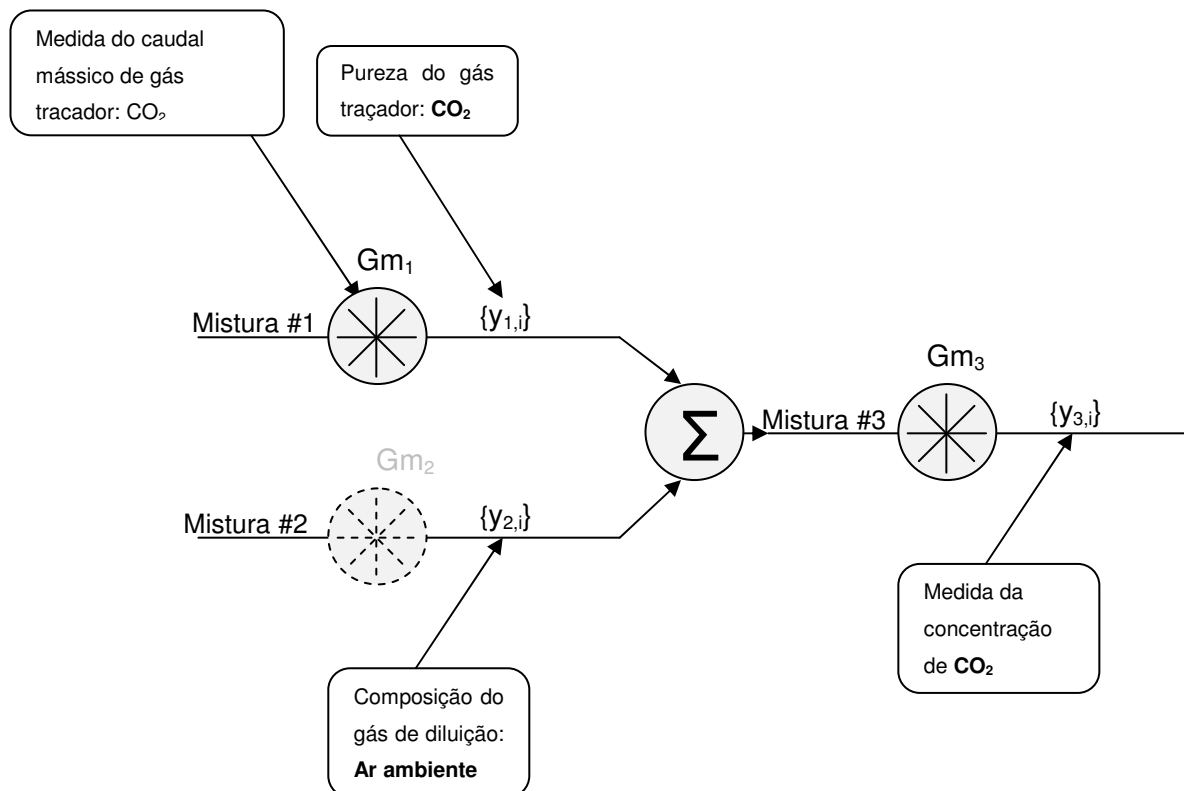 Medida do caudal
mássico de gás
tracador: CO₂
Pureza do gás
traçador: CO₂
Gm₁
Mistura #1
{y₁,ᵢ}
Gm₃
Σ
Mistura #3
{y₃,ᵢ}
Gm₂
Mistura #2
{y₂,ᵢ}
Medida da
concentração
de CO₂
Composição do
gás de diluição:
Ar ambiente